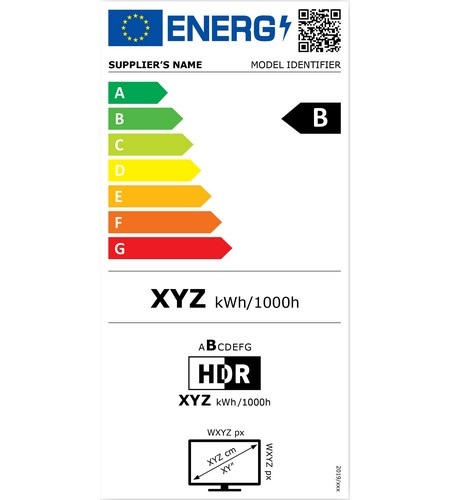 ENERG
SUPPLIER'S NAME MODEL IDENTIFIER
A
B
B
C
D
E
F
G
XYZ kWh/1000h
ABCDEFG
HDR
XYZ kWh/1000h
WXYZ px
XYZ cm
XY"
WXYZ px
2019/xxx